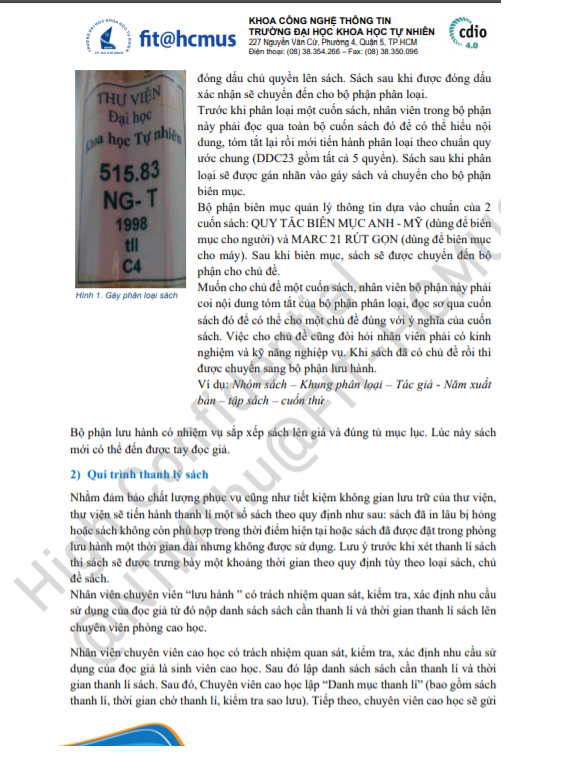 fit@hcmus
KHOA CÔNG NGHỆ THÔNG TIN
TRƯỜNG ĐẠI HỌC KHOA HỌC TỰ NHIÊN
227 Nguyễn Văn Cừ, Phường 4, Quận 5, TP.HCM
Điện thoại: (08) 38.354.266 – Fax: (08) 38.350.096
cdio
4.0
THƯ VIỆN
Đại học
Khoa học Tự nhiên
515.83
NG- T
1998
tII
C4
Hình 1. Gáy phân loại sách
đóng dấu chủ quyền lên sách. Sách sau khi được đóng dấu
xác nhận sẽ chuyển đến cho bộ phận phân loại.
Trước khi phân loại một cuốn sách, nhân viên trong bộ phận
này phải đọc qua toàn bộ cuốn sách đó để có thể hiểu nội
dung, tóm tắt lại rồi mới tiến hành phân loại theo chuẩn quy
ước chung (DDC23 gồm tất cả 5 quyển). Sách sau khi phân
loại sẽ được gán nhãn vào gáy sách và chuyển cho bộ phận
biên mục.
Bộ phận biên mục quản lý thông tin dựa vào chuẩn của 2
cuốn sách: QUY TẮC BIÊN MỤC ANH - MỸ (dùng để biên
mục cho người) và MARC 21 RÚT GỌN (dùng để biên mục
cho máy). Sau khi biên mục, sách sẽ được chuyển đến bộ
phận cho chủ đề.
Muốn cho chủ đề một cuốn sách, nhân viên bộ phận này phải
coi nội dung tóm tắt của bộ phận phân loại, đọc sơ qua cuốn
sách đó để có thể cho một chủ đề đúng với ý nghĩa của cuốn
sách. Việc cho chủ đề cũng đòi hỏi nhân viên phải có kinh
nghiệm và kỹ năng nghiệp vụ. Khi sách đã có chủ đề rồi thì
được chuyển sang bộ phận lưu hành.
Ví dụ: Nhóm sách – Khung phân loại – Tác giả - Năm xuất
bản – tập sách – cuốn thứ
Bộ phận lưu hành có nhiệm vụ sắp xếp sách lên giá và đúng tủ mục lục. Lúc này sách
mới có thể đến được tay đọc giả.
2) Qui trình thanh lý sách
Nhằm đảm bảo chất lượng phục vụ cũng như tiết kiệm không gian lưu trữ của thư viện,
thư viện sẽ tiến hành thanh lí một số sách theo quy định như sau: sách đã in lâu bị hỏng
hoặc sách không còn phù hợp trong thời điểm hiện tại hoặc sách đã được đặt trong phòng
lưu hành một thời gian dài nhưng không được sử dụng. Lưu ý trước khi xét thanh lí sách
thì sách sẽ được trưng bày một khoảng thời gian theo quy định tùy theo loại sách, chủ
đề sách.
Nhân viên chuyên viên “lưu hành ” có trách nhiệm quan sát, kiểm tra, xác định nhu cầu
sử dụng của đọc giả từ đó nộp danh sách sách cần thanh lí và thời gian thanh lí sách lên
chuyên viên phòng cao học.
Nhân viên chuyên viên cao học có trách nhiệm quan sát, kiểm tra, xác định nhu cầu sử
dụng của đọc giả là sinh viên cao học. Sau đó lập danh sách sách cần thanh lí và thời
gian thanh lí sách. Sau đó, Chuyên viên cao học lập “Danh mục thanh lí” (bao gồm sách
thanh lí, thời gian chờ thanh lí, kiểm tra sao lưu). Tiếp theo, chuyên viên cao học sẽ gửi
High Confidential
@NTMThu@FIT-HCMUS